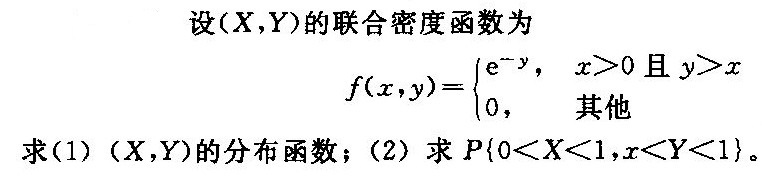 设(X,Y)的联合密度函数为
f(x,y)={e^{-y}, x>0 且 y>x
0, 其他
求(1) (X,Y)的分布函数；(2) 求 P{0<X<1,x<Y<1}。